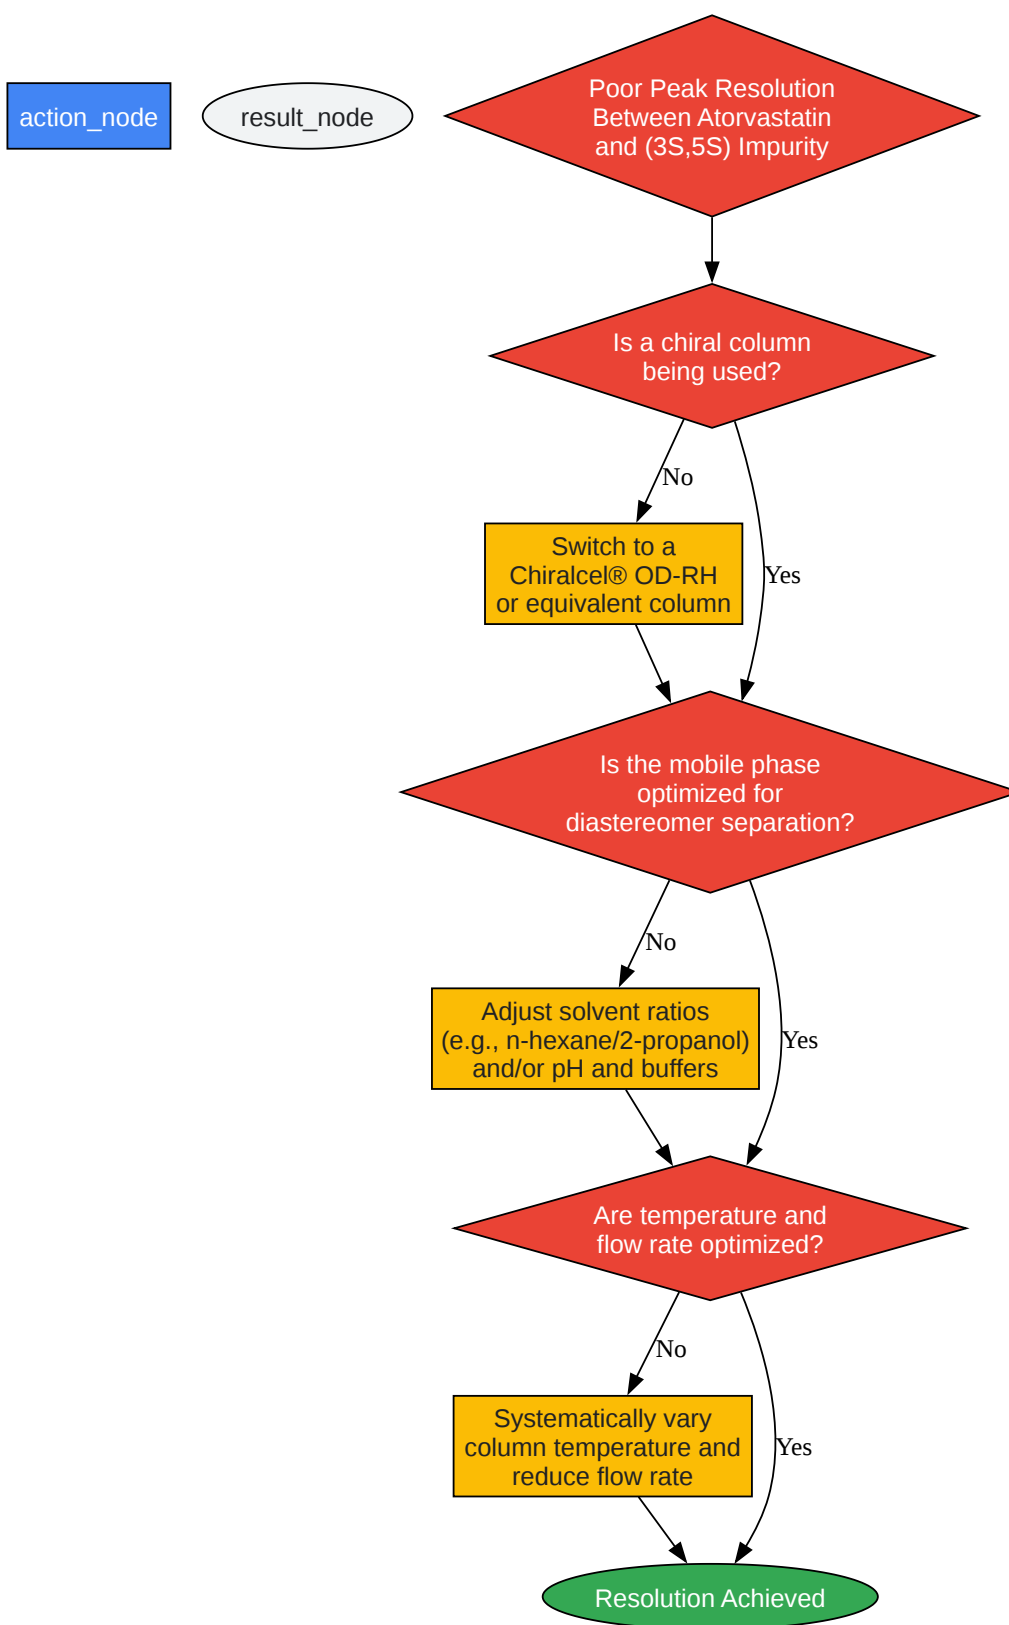 action_node
result_node
Poor Peak Resolution
Between Atorvastatin
and (3S,5S) Impurity
Is a chiral column
being used?
No
Switch to a
Chiralcel® OD-RH
or equivalent column
Yes
Is the mobile phase
optimized for
diastereomer separation?
No
Adjust solvent ratios
(e.g., n-hexane/2-propanol)
and/or pH and buffers
Yes
Are temperature and
flow rate optimized?
No
Systematically vary
column temperature and
reduce flow rate
Yes
Resolution Achieved